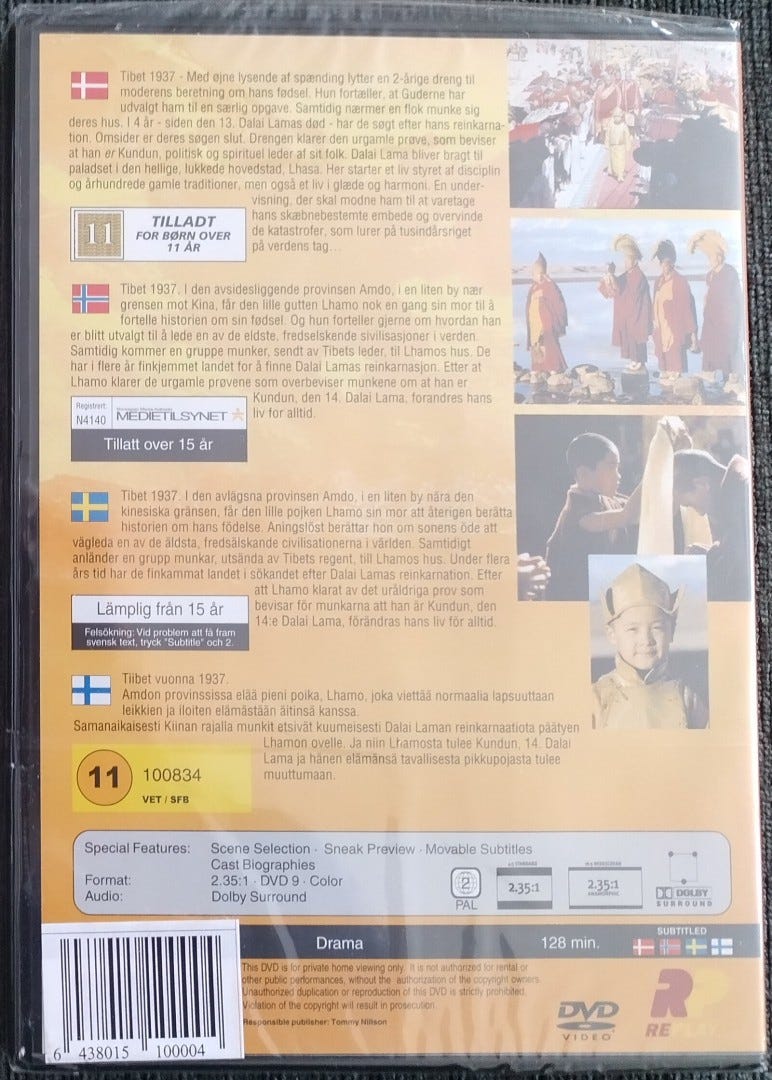 Tibet 1937 - Med øjne lysende af spænding lytter en 2-årige dreng til
moderens beretning om hans fødsel. Hun fortæller, at Guderne har
udvalgt ham til en særlig opgave. Samtidig nærmer en flok munke sig
deres hus. I 4 år - siden den 13. Dalai Lamas død - har de søgt efter hans reinkarna-
tion. Omsider er deres søgen slut. Drengen klarer den urgamle prøve, som beviser
at han er Kundun, politisk og spirituel leder af sit folk. Dalai Lama bliver bragt til
paladset i den hellige, lukkede hovedstad, Lhasa. Her starter et liv styret af disciplin
og århundrede gamle traditioner, men også et liv i glæde og harmoni. En under-
visning, der skal modne ham til at varetage
hans skæbnebestemte embede og overvinde
de katastrofer, som lurer på tusindårsriget
på verdens tag...
11
TILLADT
FOR BØRN OVER
11 ÅR
Tibet 1937. I den avsidesliggende provinsen Amdo, i en liten by nær
grensen mot Kina, får den lille gutten Lhamo nok en gang sin mor til å
fortelle historien om sin fødsel. Og hun forteller gjerne om hvordan han
er blitt utvalgt til å lede en av de eldste, fredselskende sivilisasjoner i verden.
Samtidig kommer en gruppe munker, sendt av Tibets leder, til Lhamos hus. De
har i flere år finkjemmet landet for å finne Dalai Lamas reinkarnasjon. Etter at
Lhamo klarer de urgamle provene som overbeviser munkene om at han er
Kundun, den 14. Dalai Lama, forandres hans
liv for alltid.
Registrert:
N4140
MEDIETILSYNET
Tillatt over 15 år
Tibet 1937. I den avlägsna provinsen Amdo, i en liten by nära den
kinesiska gränsen, får den lille pojken Lhamo sin mor att återigen berätta
historien om hans födelse. Aningslöst berättar hon om sonens öde att
vägleda en av de äldsta, fredsälskande civilisationerna i världen. Samtidigt
anländer en grupp munkar, utsända av Tibets regent, till Lhamos hus. Under flera
års tid har de finkammat landet i sökandet efter Dalai Lamas reinkarnation. Efter
att Lhamo klarat av det uråldriga prov som
bevisar för munkarna att han är Kundun, den
14:e Dalai Lama, förändras hans liv för alltid.
Lämplig från 15 år
Felsökning: Vid problem att få fram
svensk text, tryck "Subtitle" och 2.
Tiibet vuonna 1937.
Amdon provinssissa elää pieni poika, Lhamo, joka viettää normaalia lapsuuttaan
leikkien ja iloiten elämästään äitinsä kanssa.
Samanaikaisesti Kiinan rajalla munkit etsivät kuumeisesti Dalai Laman reinkarnaatiota päätyen
Lhamon ovelle. Ja niin Lhamosta tulee Kundun, 14. Dalai
Lama ja hänen elämänsä tavallisesta pikkupojasta tulee
muuttumaan.
11
100834
VET / SFB
Special Features: Scene Selection · Sneak Preview · Movable Subtitles
Cast Biographies
Format: 2.35:1 · DVD 9 · Color
Audio: Dolby Surround
2
PAL
4:3 STANDARD
2.35:1
16:9 WIDESCREEN
2.35:1
ANAMORPHIC
DOLBY
SURROUND
Drama
128 min.
SUBTITLED
This DVD is for private home viewing only. It is not authorized for rental or
other public performances, without the authorization of the copyright owners.
Unauthorized duplication or reproduction of this DVD is strictly prohibited.
Violation of the copyright will result in prosecution.
Responsible publisher: Tommy Nillson
DVD
VIDEO
RP
REPLAY
6 438015 100004